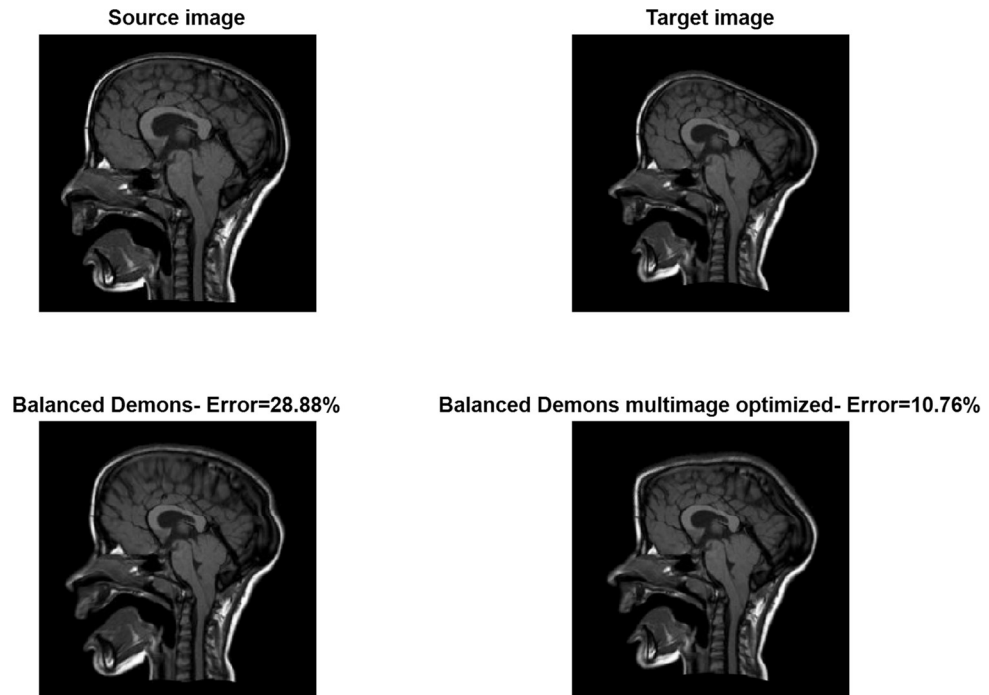 Source image
Target image
Balanced Demons- Error=28.88%
Balanced Demons multimage optimized- Error=10.76%